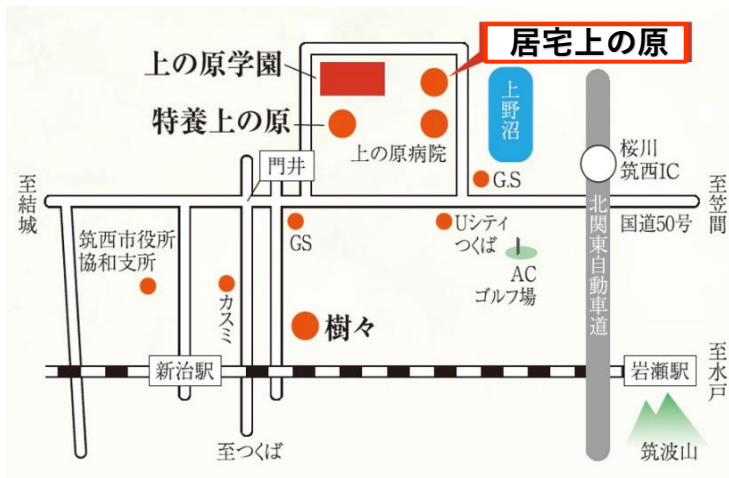 居宅上の原
上の原学園
特養上の原
上の原病院
上野沼
門井
桜川
筑西IC
G.S
至結城
至笠間
国道50号
北関東自動車道
筑西市役所
協和支所
GS
Uシティ
つくば
AC
ゴルフ場
カスミ
樹々
新治駅
岩瀬駅
至水戸
至つくば
筑波山